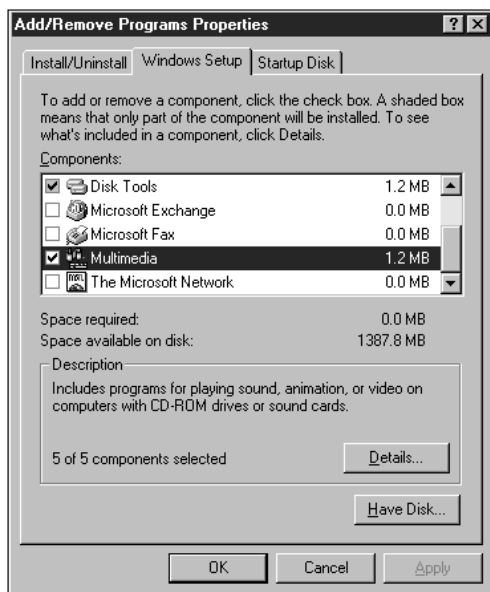 Add/Remove Programs Properties
Install/Uninstall Windows Setup Startup Disk
To add or remove a component, click the check box. A shaded box
means that only part of the component will be installed. To see
what's included in a component, click Details.
Components:
Disk Tools 1.2 MB
Microsoft Exchange 0.0 MB
Microsoft Fax 0.0 MB
Multimedia 1.2 MB
The Microsoft Network 0.0 MB
Space required: 0.0 MB
Space available on disk: 1387.8 MB
Description
Includes programs for playing sound, animation, or video on
computers with CD-ROM drives or sound cards.
5 of 5 components selected Details...
Have Disk...
OK Cancel Apply